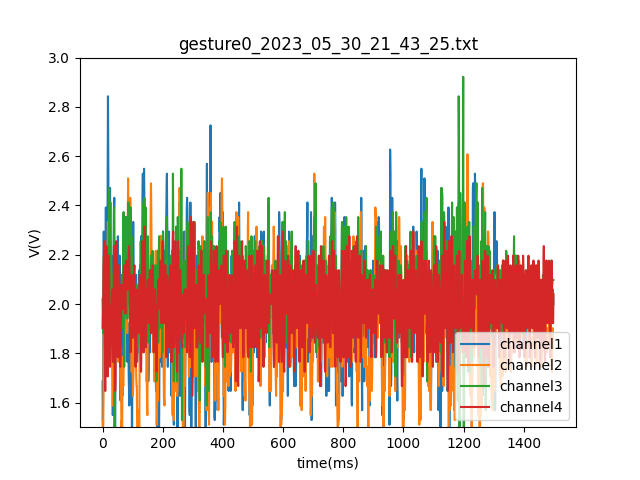 gesture0_2023_05_30_21_43_25.txt
V(V)
3.0
2.8
2.6
2.4
2.2
2.0
1.8
1.6
channel1
channel2
channel3
channel4
0 200 400 600 800 1000 1200 1400
time(ms)